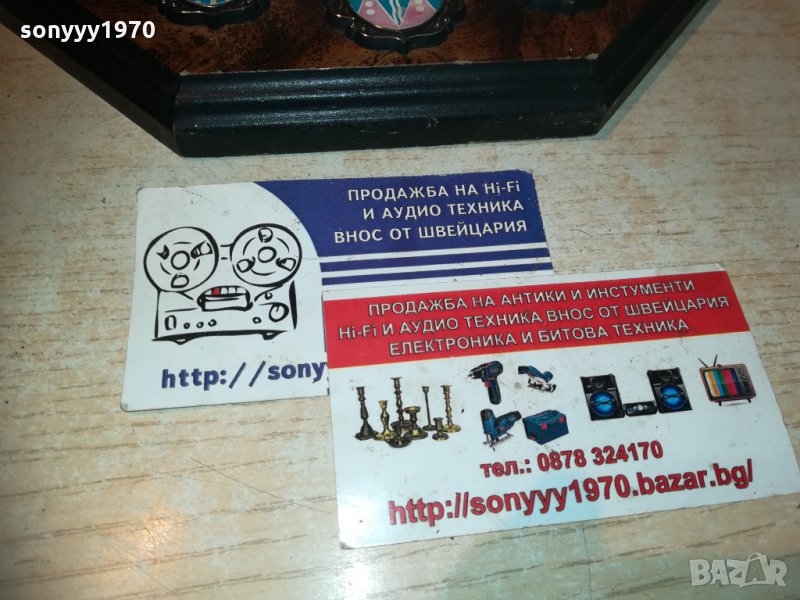 sonyyy1970
ПРОДАЖБА НА Hi-Fi
И АУДИО ТЕХНИКА
ВНОС ОТ ШВЕЙЦАРИЯ
http://sony
ПРОДАЖБА НА АНТИКИ И ИНСТУМЕНТИ
Hi-Fi И АУДИО ТЕХНИКА ВНОС ОТ ШВЕЙЦАРИЯ
ЕЛЕКТРОНИКА И БИТОВА ТЕХНИКА
тел.: 0878 324170
http://sonyyy1970.bazar.bg/
BAZAR